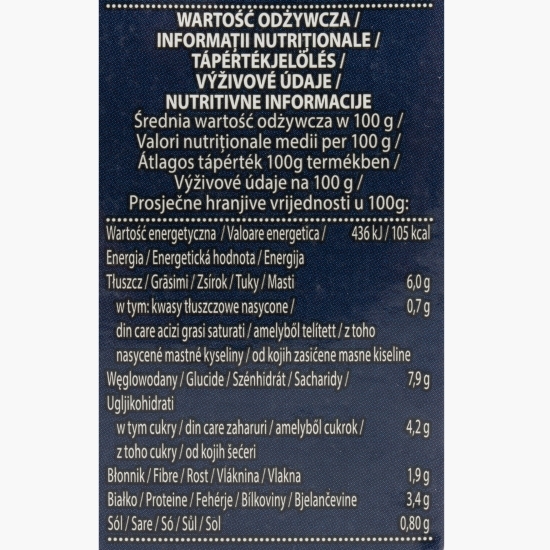 WARTOŚĆ ODŻYWCZA /
INFORMAȚII NUTRIȚIONALE /
TÁPÉRTÉKJELÖLÉS /
VÝŽIVOVÉ ÚDAJE /
NUTRITIVNE INFORMACIJE
Średnia wartość odżywcza w 100 g /
Valori nutriționale medii per 100 g /
Átlagos tápérték 100g termékben /
Výživové údaje na 100 g /
Prosječne hranjive vrijednosti u 100g:
Wartość energetyczna / Valoare energetica / 436 kJ / 105 kcal
Energia / Energetická hodnota / Energija
Tłuszcz / Grăsimi / Zsírok / Tuky / Masti 6,0 g
w tym: kwasy tłuszczowe nasycone / 0,7 g
din care acizi grasi saturati / amelyből telített / z toho
nasycené mastné kyseliny / od kojih zasićene masne kiseline
Węglowodany / Glucide / Szénhidrát / Sacharidy / 7,9 g
Ugljikohidrati
w tym cukry / din care zaharuri / amelyből cukrok / 4,2 g
z toho cukry / od kojih šećeri
Błonnik / Fibre / Rost / Vláknina / Vlakna 1,9 g
Białko / Proteine / Fehérje / Bílkoviny / Bjelančevine 3,4 g
Sól / Sare / Só / Sůl / Sol 0,80 g